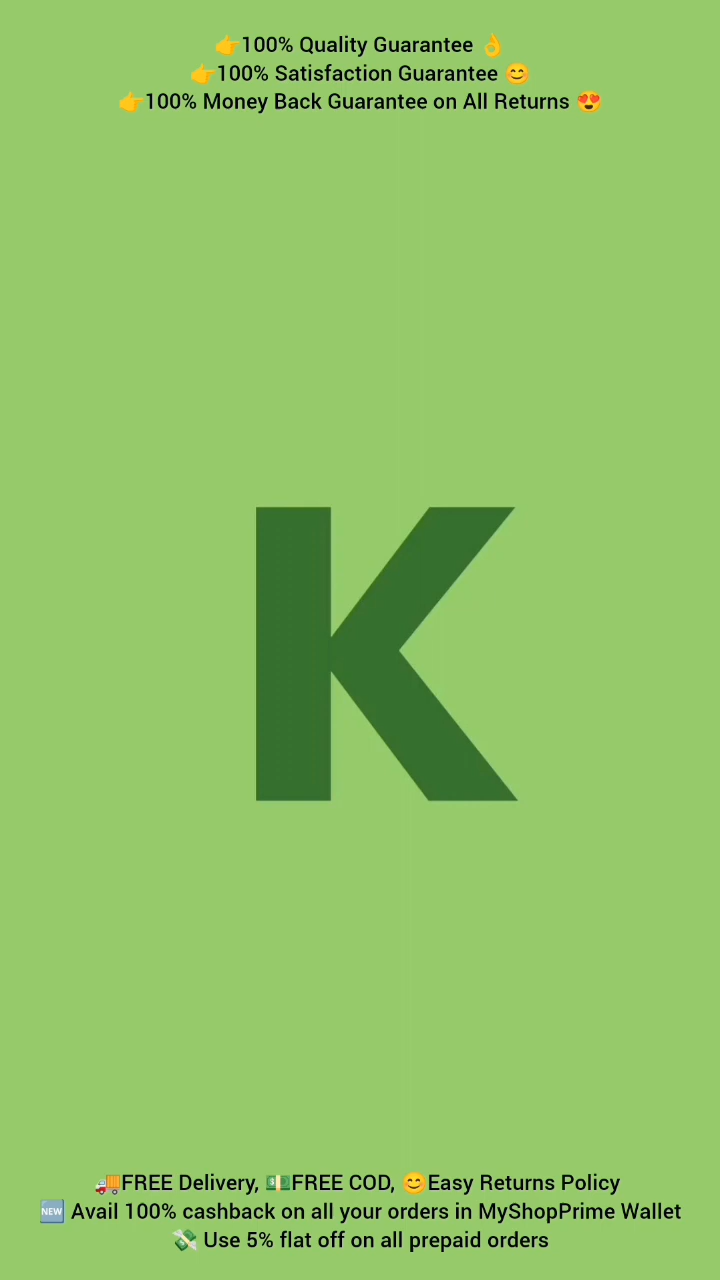 👉100% Quality Guarantee 👌
👉100% Satisfaction Guarantee 😊
👉100% Money Back Guarantee on All Returns 😍
K
🚚FREE Delivery, 💵FREE COD, 😊Easy Returns Policy
🆕 Avail 100% cashback on all your orders in MyShopPrime Wallet
💸 Use 5% flat off on all prepaid orders